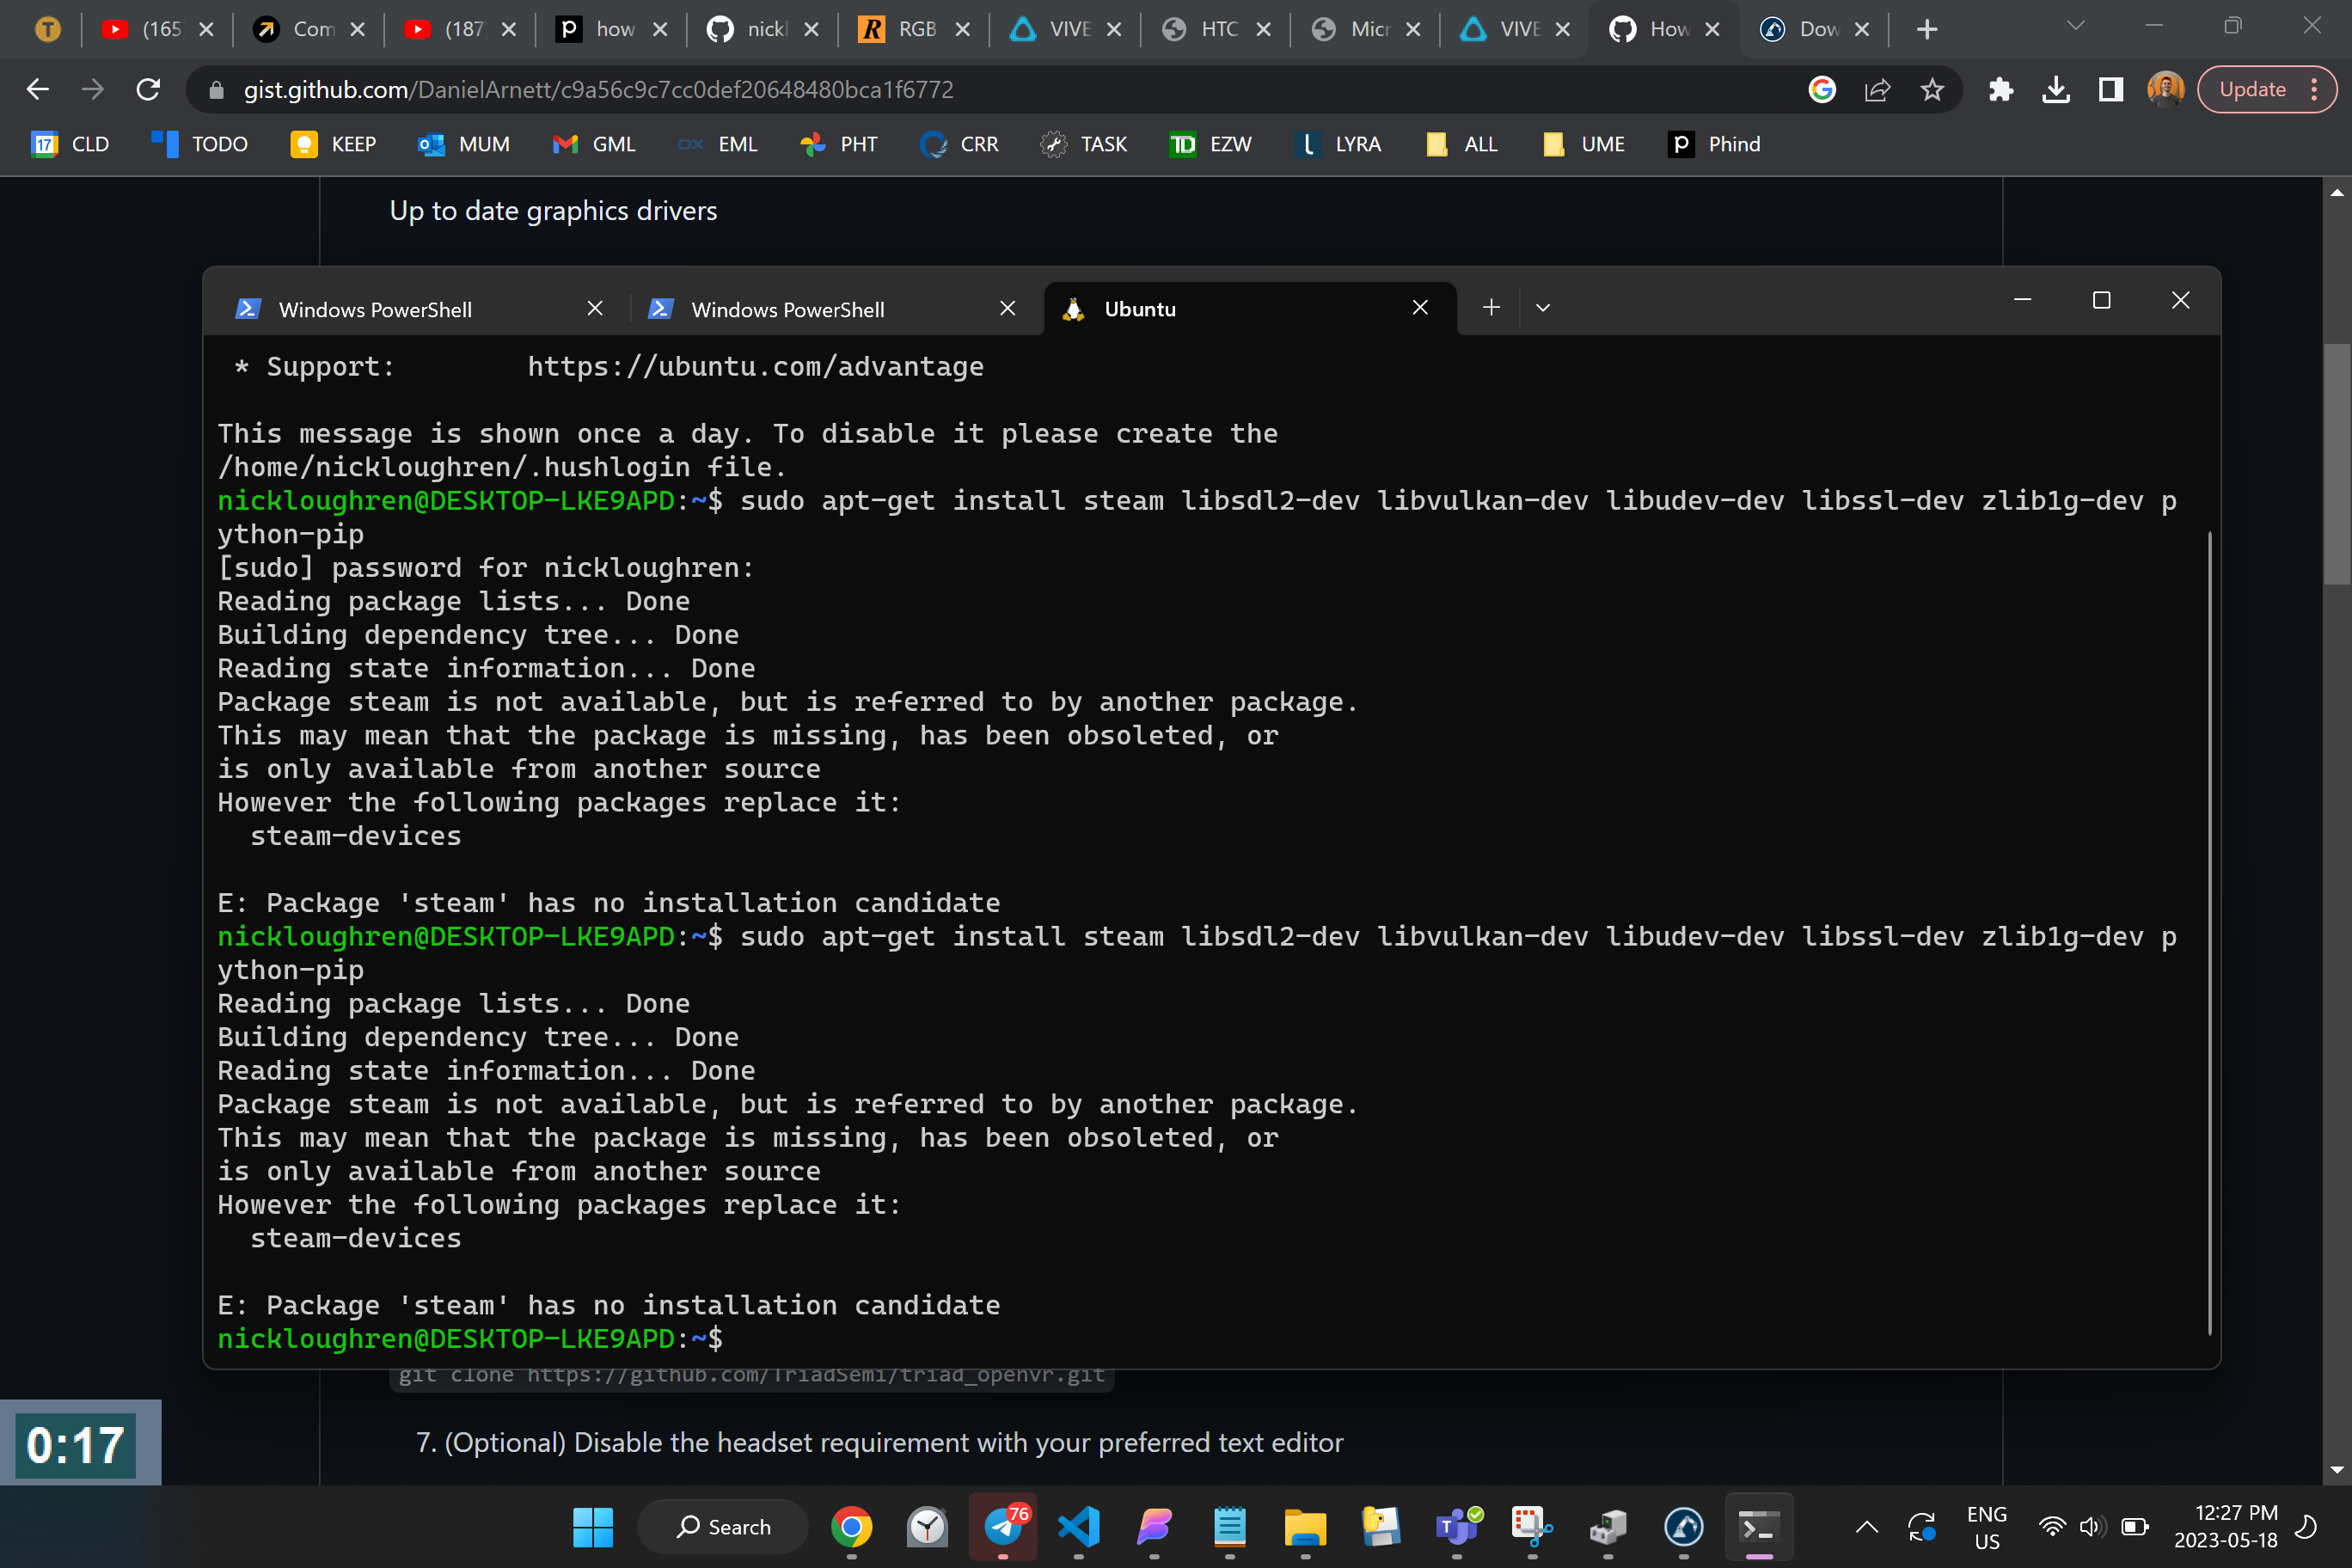 (165
Com
(187
how
nickl
RGB
VIVE
HTC
Micr
VIVE
How
Dow
gist.github.com/DanielArnett/c9a56c9c7cc0def20648480bca1f6772
Update
CLD
TODO
KEEP
MUM
GML
EML
PHT
CRR
TASK
EZW
LYRA
ALL
UME
Phind
Up to date graphics drivers
Windows PowerShell
Windows PowerShell
Ubuntu
* Support:        https://ubuntu.com/advantage
This message is shown once a day. To disable it please create the
/home/nickloughren/.hushlogin file.
nickloughren@DESKTOP-LKE9APD:~$ sudo apt-get install steam libsdl2-dev libvulkan-dev libudev-dev libssl-dev zlib1g-dev p
ython-pip
[sudo] password for nickloughren:
Reading package lists... Done
Building dependency tree... Done
Reading state information... Done
Package steam is not available, but is referred to by another package.
This may mean that the package is missing, has been obsoleted, or
is only available from another source
However the following packages replace it:
  steam-devices
E: Package 'steam' has no installation candidate
nickloughren@DESKTOP-LKE9APD:~$ sudo apt-get install steam libsdl2-dev libvulkan-dev libudev-dev libssl-dev zlib1g-dev p
ython-pip
Reading package lists... Done
Building dependency tree... Done
Reading state information... Done
Package steam is not available, but is referred to by another package.
This may mean that the package is missing, has been obsoleted, or
is only available from another source
However the following packages replace it:
  steam-devices
E: Package 'steam' has no installation candidate
nickloughren@DESKTOP-LKE9APD:~$
git clone https://github.com/TriadSemi/triad_openvr.git
7. (Optional) Disable the headset requirement with your preferred text editor
0:17
Search
76
ENG
US
12:27 PM
2023-05-18